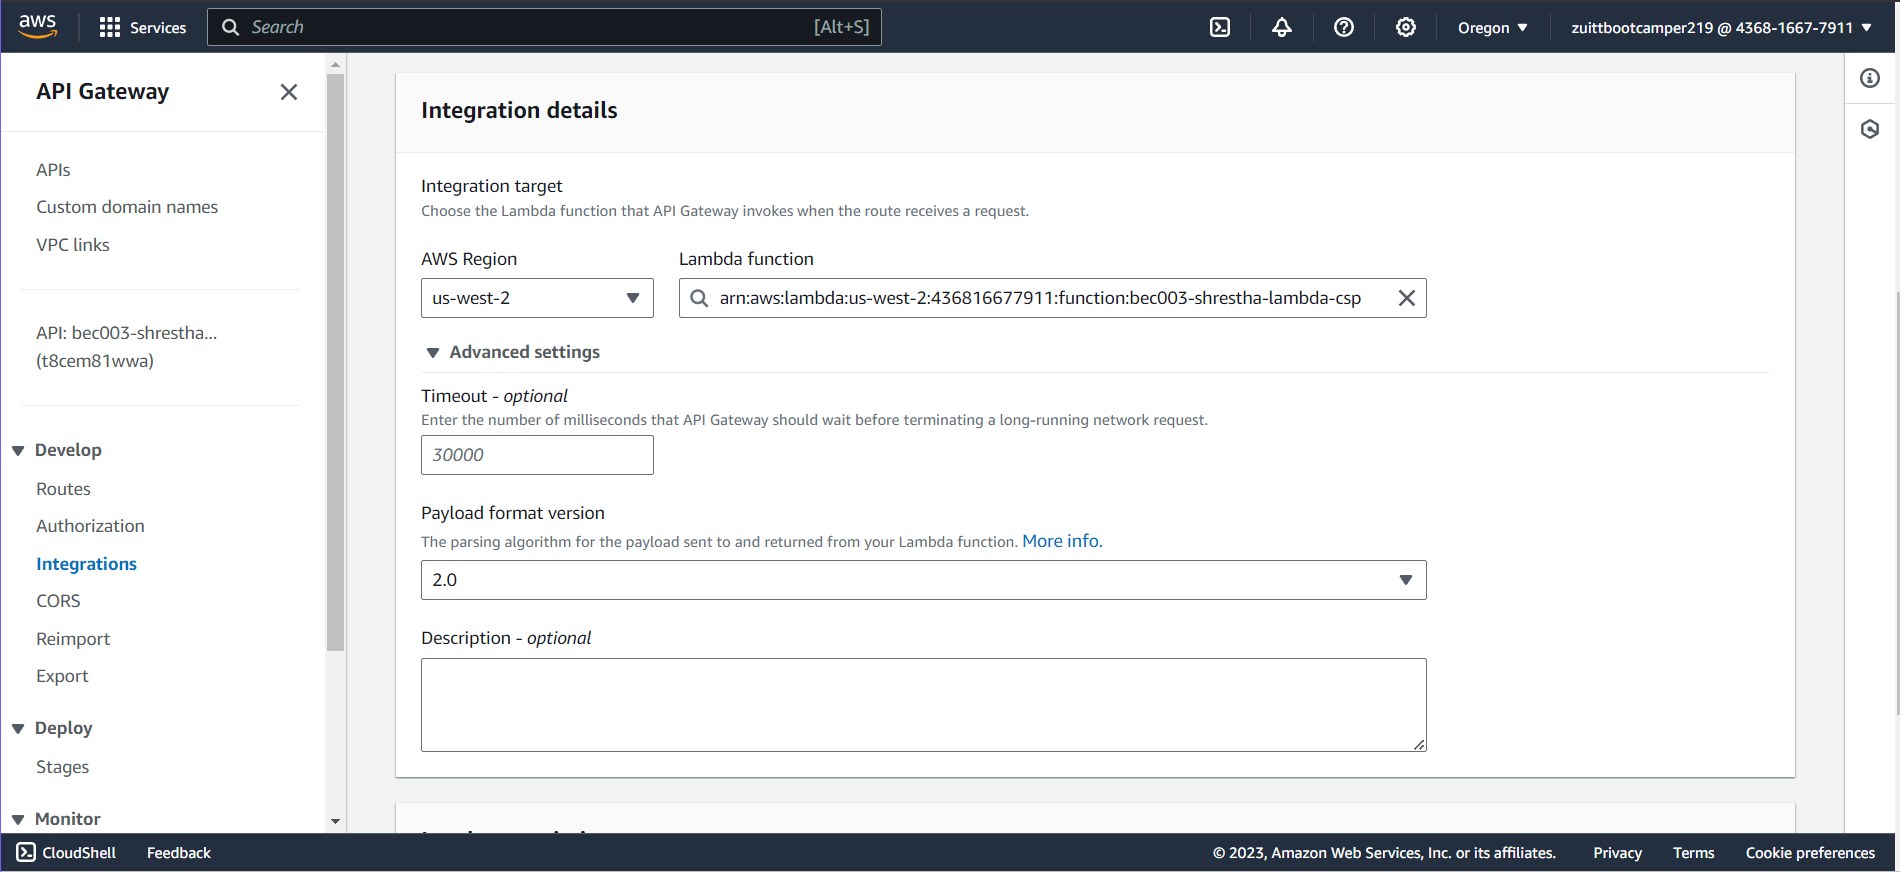 aws
Services
Search
[Alt+S]
Oregon
zuittbootcamper219 @ 4368-1667-7911
API Gateway
APIs
Custom domain names
VPC links
API: bec003-shrestha...
(t8cem81wwa)
Develop
Routes
Authorization
Integrations
CORS
Reimport
Export
Deploy
Stages
Monitor
Integration details
Integration target
Choose the Lambda function that API Gateway invokes when the route receives a request.
AWS Region
Lambda function
us-west-2
arn:aws:lambda:us-west-2:436816677911:function:bec003-shrestha-lambda-csp
Advanced settings
Timeout - optional
Enter the number of milliseconds that API Gateway should wait before terminating a long-running network request.
30000
Payload format version
The parsing algorithm for the payload sent to and returned from your Lambda function. More info.
2.0
Description - optional
CloudShell
Feedback
© 2023, Amazon Web Services, Inc. or its affiliates.
Privacy
Terms
Cookie preferences